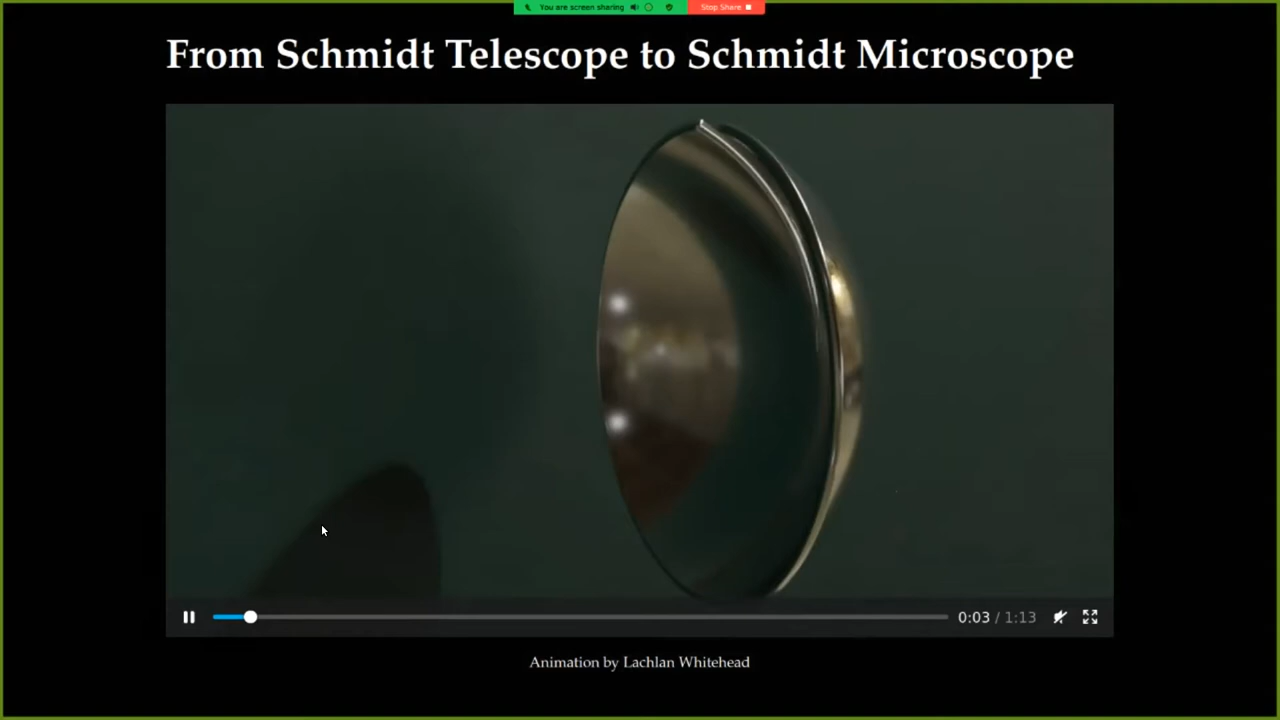 You are screen sharing
Stop Share
From Schmidt Telescope to Schmidt Microscope
0:03 / 1:13
Animation by Lachlan Whitehead